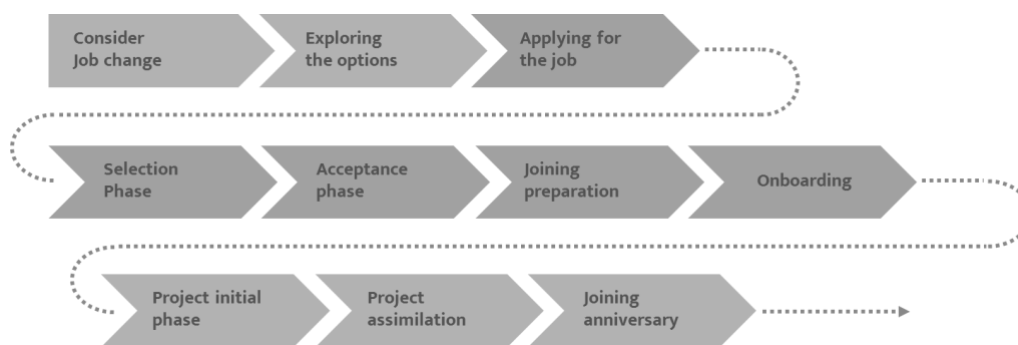 Consider
Job change
Exploring
the options
Applying for
the job
Selection
Phase
Acceptance
phase
Joining
preparation
Onboarding
Project initial
phase
Project
assimilation
Joining
anniversary